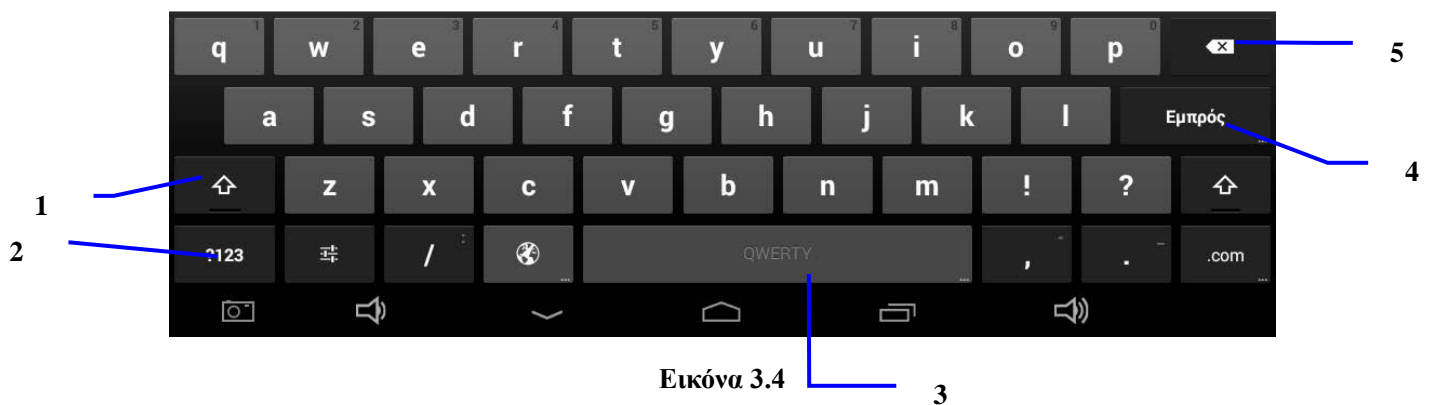 q 1 w 2 e 3 r 4 t 5 y 6 u 7 i 8 o 9 p 0 5
a s d f g h j k l Εμπρός ...
4
z x c v b n m ! ?
1
2 ?123 / : ... QWERTY ... , - . _ .com ...
Εικόνα 3.4
3